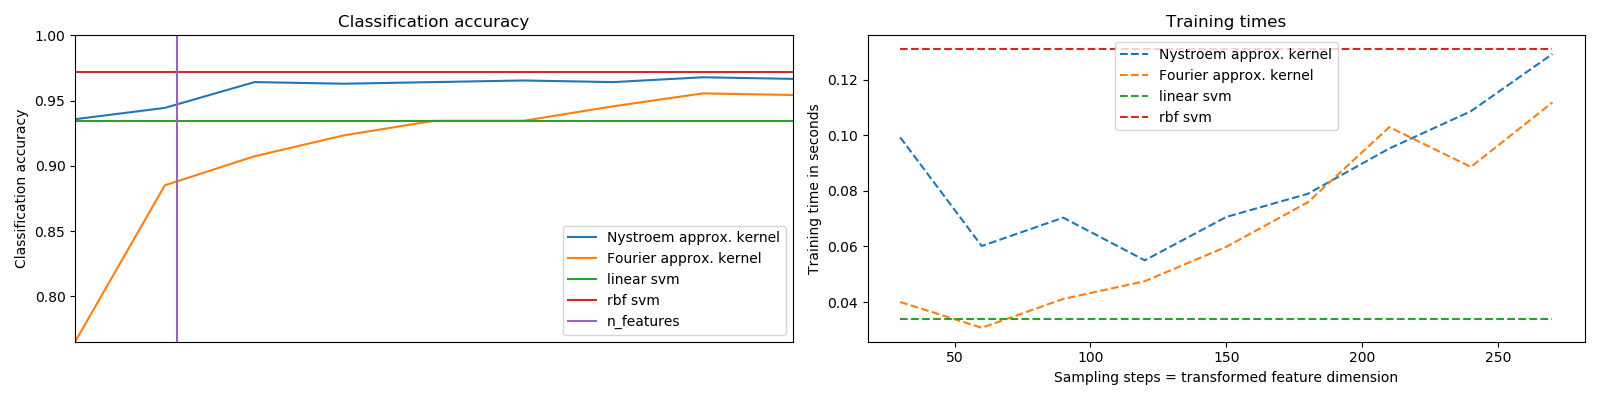 Classification accuracy
Classification accuracy
1.00
0.95
0.90
0.85
0.80
Nystroem approx. kernel
Fourier approx. kernel
linear svm
rbf svm
n_features
Training times
Training time in seconds
0.12
0.10
0.08
0.06
0.04
Nystroem approx. kernel
Fourier approx. kernel
linear svm
rbf svm
50
100
150
200
250
Sampling steps = transformed feature dimension